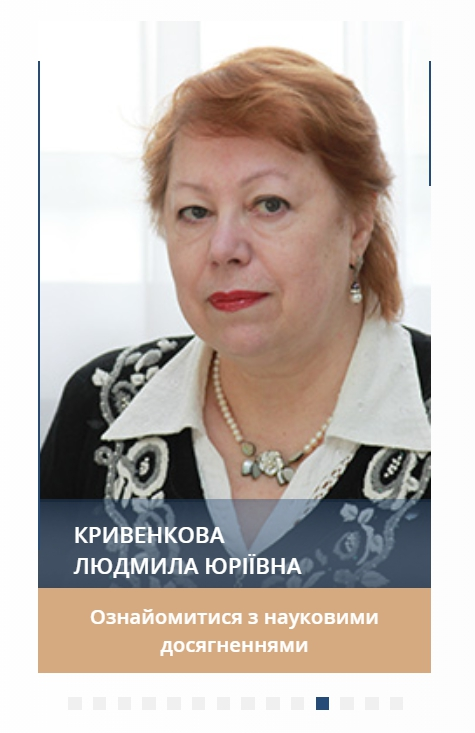 КРИВЕНКОВА
ЛЮДМИЛА ЮРІЇВНА
Ознайомитися з науковими
досягненнями